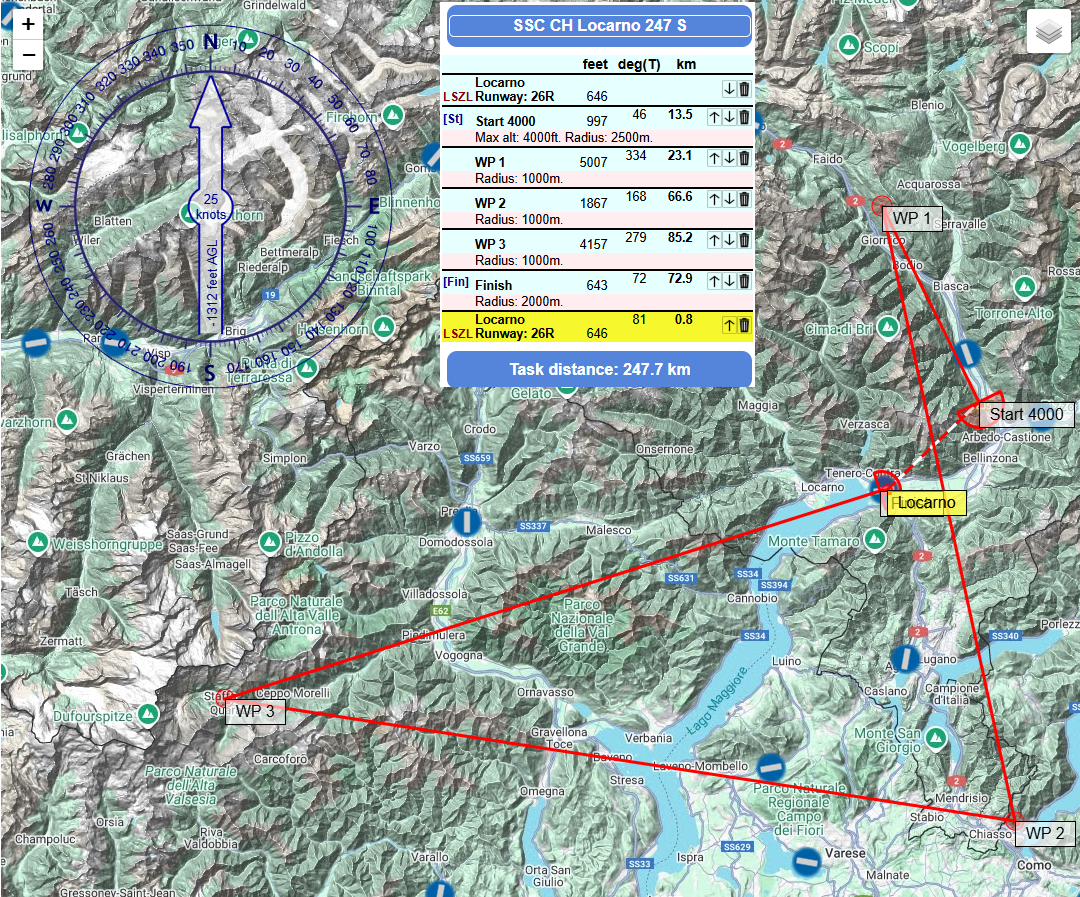 SSC CH Locarno 247 S
feet deg(T) km
Locarno
LSZL Runway: 26R 646
[St] Start 4000 997 46 13.5
Max alt: 4000ft. Radius: 2500m.
WP 1 5007 334 23.1
Radius: 1000m.
WP 2 1867 168 66.6
Radius: 1000m.
WP 3 4157 279 85.2
Radius: 1000m.
[Fin] Finish 643 72 72.9
Radius: 2000m.
Locarno 81 0.8
LSZL Runway: 26R 646
Task distance: 247.7 km
+
−
N
E
S
W
350
10
20
30
40
50
60
70
80
100
110
120
130
140
150
160
170
190
200
210
220
230
240
250
260
280
290
300
310
320
330
340
25
knots
-1312 feet AGL
Grindelwald
Scopi
Blenio
Vogelberg
Faido
Acquarossa
WP 1
Serravalle
Giornico
Bodio
Biasca
Torrone Alto
Cima di Bri
Start 4000
Arbedo-Castione
Bellinzona
Maggia
Verzasca
Onsernone
Tenero-Contra
Locarno
Locarno
Monte Tamaro
Blatten
Wiler
Bettmeralp
Riederalp
Fiesch
Landschaftspark
Binntal
19
Brig
Visp
Helsenhorn
Punta di
Terrarossa
Visperterminen
Gelato
Crodo
Varzo
SS659
Simplon
Grächen
St Niklaus
Weisshorngruppe
Saas-Grund
Saas-Fee
Saas-Almagell
Pizzo
d'Andolla
Domodossola
SS337
Malesco
Täsch
Zermatt
Parco Naturale
dell'Alta Valle
Antrona
Villadossola
E62
Piedimulera
Vogogna
Parco
Nazionale
della Val
Grande
SS631
SS34
SS394
Cannobio
SS34
Luino
Lugano
Caslano
Campione
d'Italia
SS340
Porlezz
2
2
2
2
2
Ceppo Morelli
WP 3
Dufourspitze
Ornavasso
Gravellona
Toce
Verbania
Lago Maggiore
Baveno
Stresa
Laveno-Mombello
Monte San
Giorgio
Carcoforo
Parco Naturale
dell'Alta
Valsesia
Omegna
Parco Naturale
Regionale
Campo
dei Fiori
Mendrisio
Stabio
Chiasso
WP 2
Como
Orsia
Riva
Valdobbia
Champoluc
Varallo
Orta San
Giulio
SS33
Ispra
SS629
Varese
Malnate
Gressoney-Saint-Jean